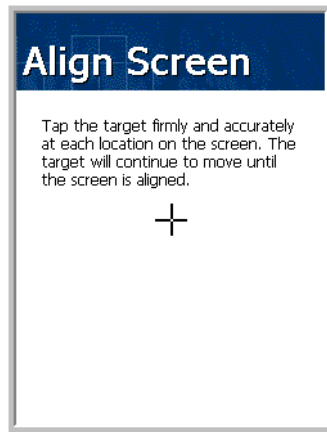 Align Screen
Tap the target firmly and accurately
at each location on the screen. The
target will continue to move until
the screen is aligned.